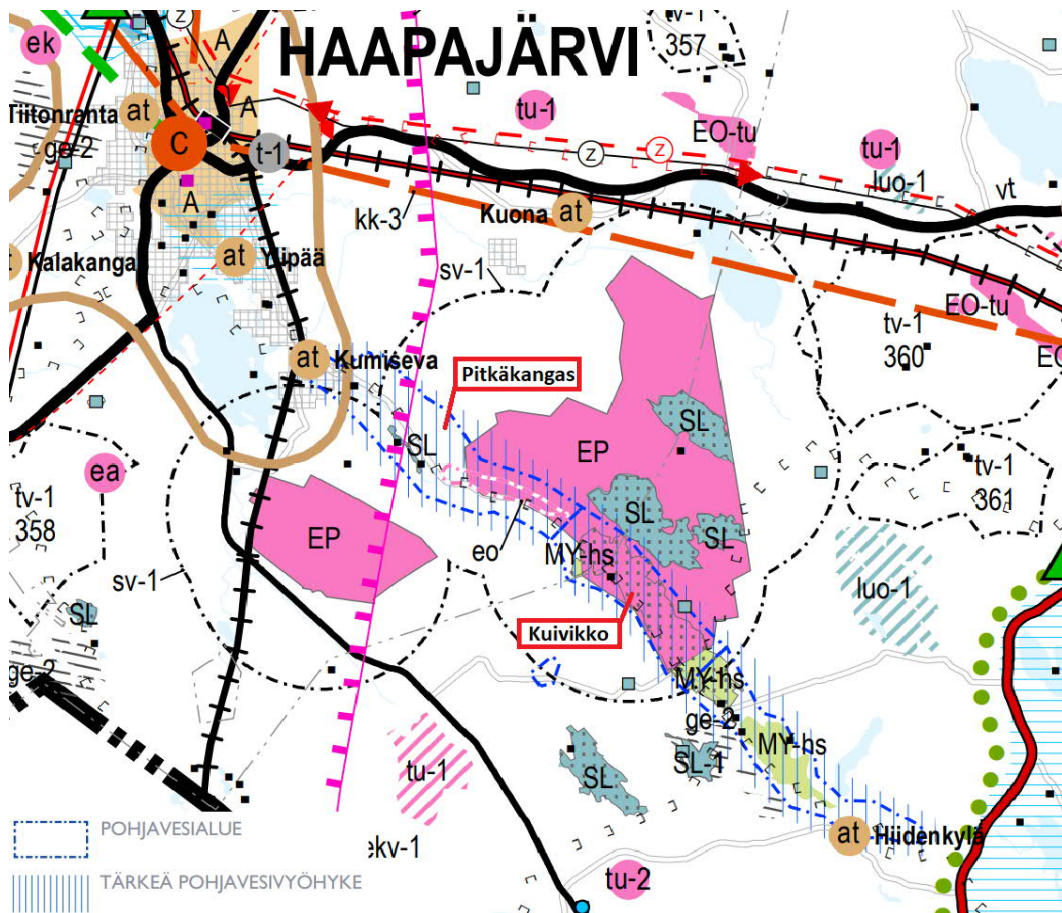 HAAPAJÄRVI
tv-1
357
ek
Z
A
tu-1
EO-tu
tu-1
Tiitonranta
at
A
ge-2
C
t-1
Z
Z
luo-1
vt
A
kk-3
Kuona
at
Kalakangas
at
Ylipää
sv-1
EO-tu
tv-1
360
at
Kumiseva
Pitkäkangas
SL
EP
SL
ea
tv-1
358
tv-1
361
EP
SL
SL
eo
MY-hs
sv-1
luo-1
SL
Kuivikko
ge-2
MY-hs
ge-2
MY-hs
SL-1
tu-1
SL
at
Hiidenkylä
POHJAVESIALUE
ekv-1
TÄRKEÄ POHJAVESIVYÖHYKE
tu-2